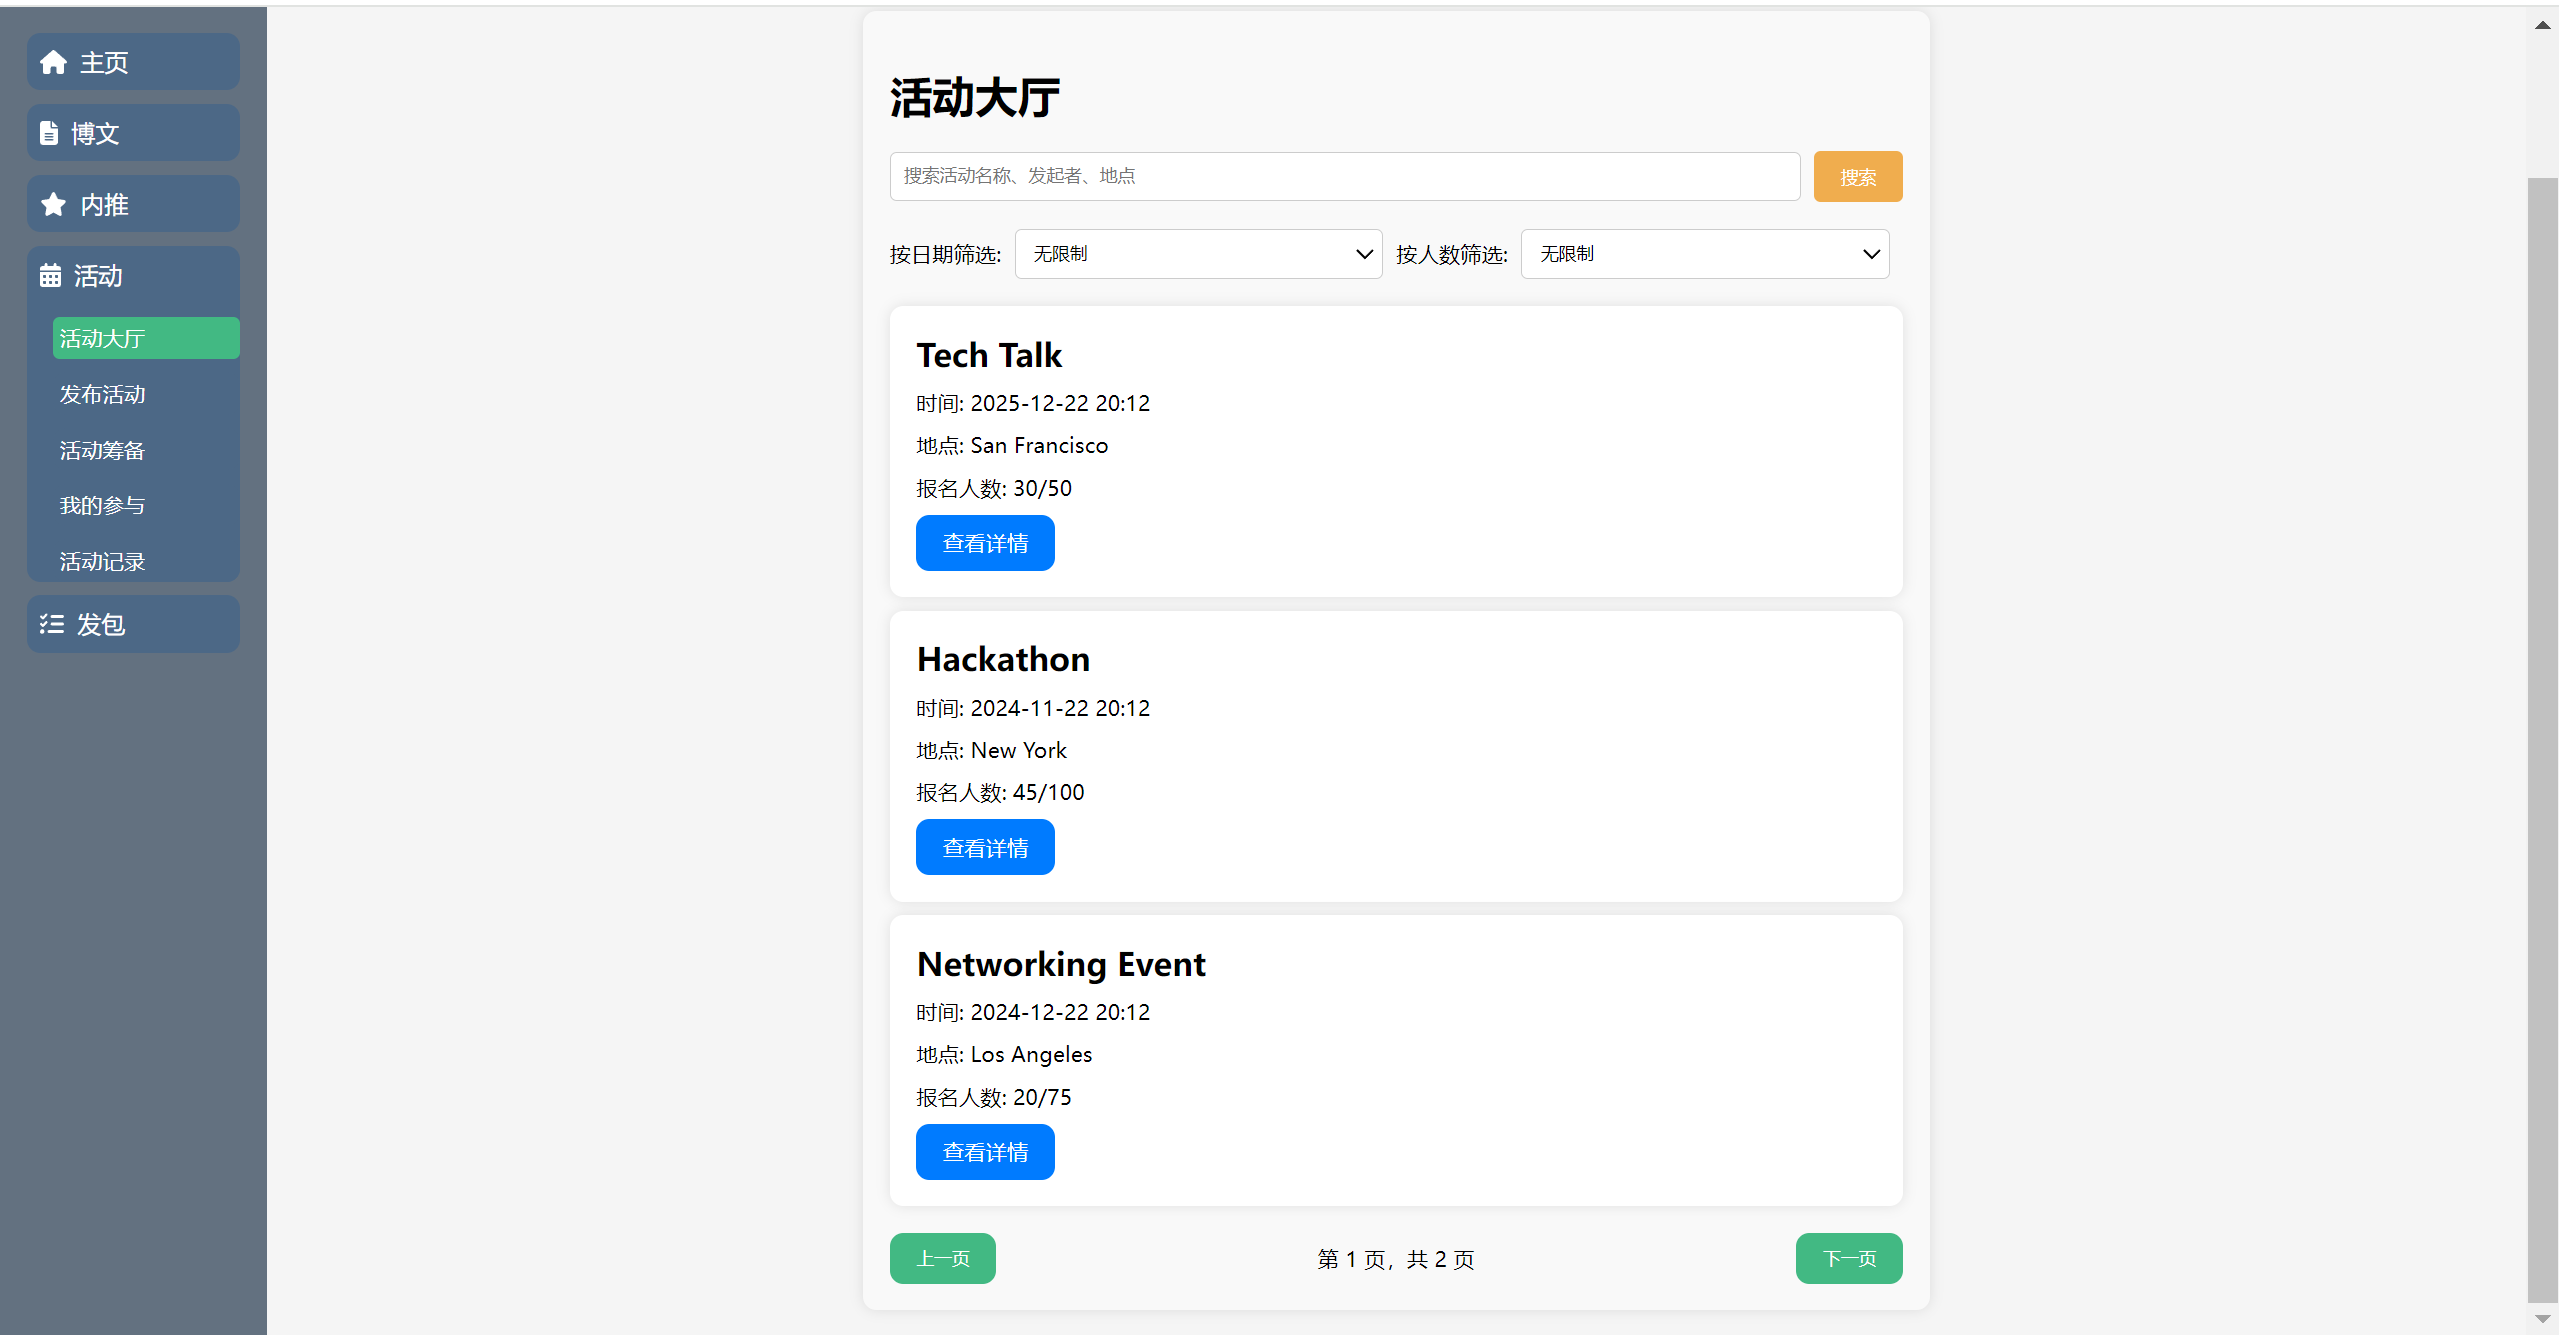 主页
博文
内推
活动
活动大厅
发布活动
活动筹备
我的参与
活动记录
发包
活动大厅
搜索活动名称、发起者、地点
搜索
按日期筛选: 无限制 按人数筛选: 无限制
Tech Talk
时间: 2025-12-22 20:12
地点: San Francisco
报名人数: 30/50
查看详情
Hackathon
时间: 2024-11-22 20:12
地点: New York
报名人数: 45/100
查看详情
Networking Event
时间: 2024-12-22 20:12
地点: Los Angeles
报名人数: 20/75
查看详情
上一页 第 1 页，共 2 页 下一页